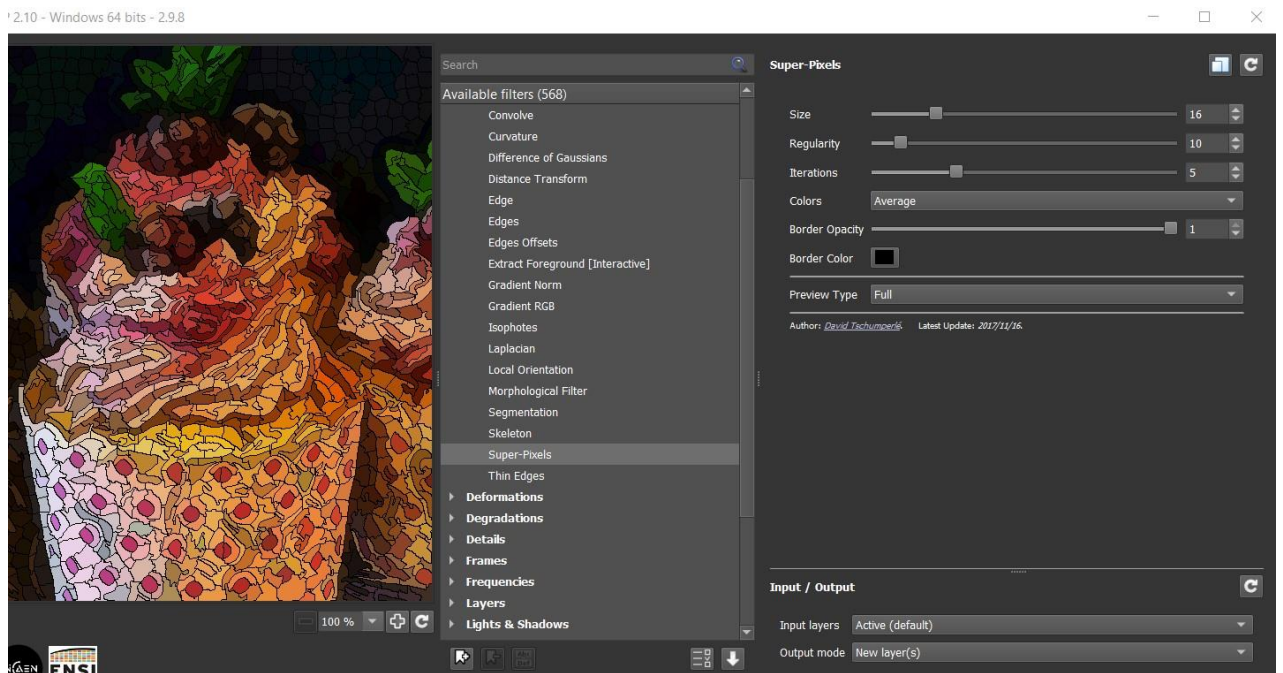 2.10 - Windows 64 bits - 2.9.8
Search
Available filters (568)
Convolve
Curvature
Difference of Gaussians
Distance Transform
Edge
Edges
Edges Offsets
Extract Foreground [Interactive]
Gradient Norm
Gradient RGB
Isophotes
Laplacian
Local Orientation
Morphological Filter
Segmentation
Skeleton
Super-Pixels
Thin Edges
Deformations
Degradations
Details
Frames
Frequencies
Layers
Lights & Shadows
100 %
ENSI
Super-Pixels
Size 16
Regularity 10
Iterations 5
Colors Average
Border Opacity 1
Border Color
Preview Type Full
Author: David Tschumperlé. Latest Update: 2017/11/16.
Input / Output
Input layers Active (default)
Output mode New layer(s)